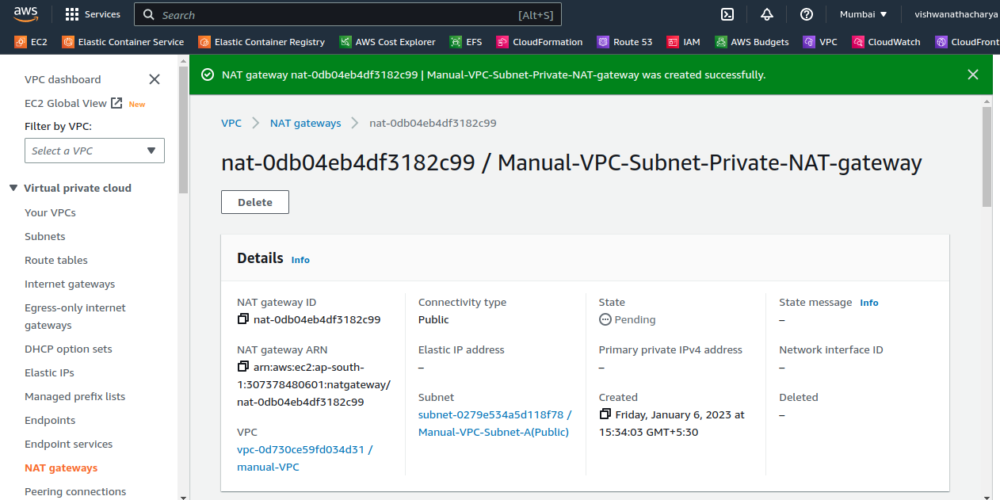 aws
Services
Search
[Alt+S]
Mumbai
vishwanathacharya
EC2
Elastic Container Service
Elastic Container Registry
AWS Cost Explorer
EFS
CloudFormation
Route 53
IAM
AWS Budgets
VPC
CloudWatch
CloudFront
VPC dashboard
EC2 Global View New
Filter by VPC:
Select a VPC
Virtual private cloud
Your VPCs
Subnets
Route tables
Internet gateways
Egress-only internet
gateways
DHCP option sets
Elastic IPs
Managed prefix lists
Endpoints
Endpoint services
NAT gateways
Peering connections
NAT gateway nat-0db04eb4df3182c99 | Manual-VPC-Subnet-Private-NAT-gateway was created successfully.
VPC
NAT gateways
nat-0db04eb4df3182c99
nat-0db04eb4df3182c99 / Manual-VPC-Subnet-Private-NAT-gateway
Delete
Details Info
NAT gateway ID
nat-0db04eb4df3182c99
NAT gateway ARN
arn:aws:ec2:ap-south-
1:307378480601:natgateway/
nat-0db04eb4df3182c99
VPC
vpc-0d730ce59fd034d31 /
manual-VPC
Connectivity type
Public
Elastic IP address
–
Subnet
subnet-0279e534a5d118f78 /
Manual-VPC-Subnet-A(Public)
State
Pending
Primary private IPv4 address
–
Created
Friday, January 6, 2023 at
15:34:03 GMT+5:30
State message Info
–
Network interface ID
–
Deleted
–